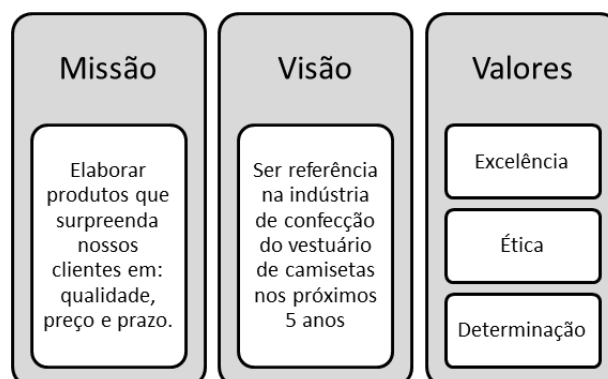 Missão
Elaborar
produtos que
surpreenda
nossos
clientes em:
qualidade,
preço e prazo.
Visão
Ser referência
na indústria
de confecção
do vestuário
de camisetas
nos próximos
5 anos
Valores
Excelência
Ética
Determinação